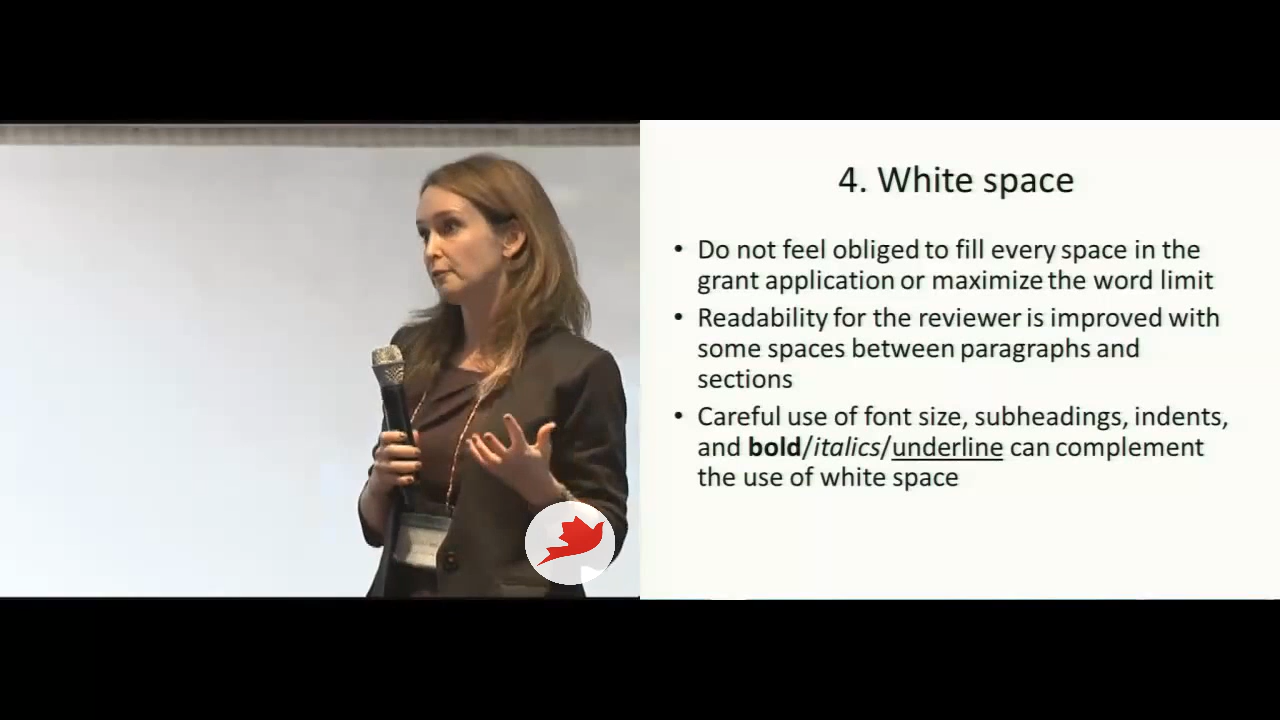 4. White space
• Do not feel obliged to fill every space in the
grant application or maximize the word limit
• Readability for the reviewer is improved with
some spaces between paragraphs and
sections
• Careful use of font size, subheadings, indents,
and bold/italics/underline can complement
the use of white space